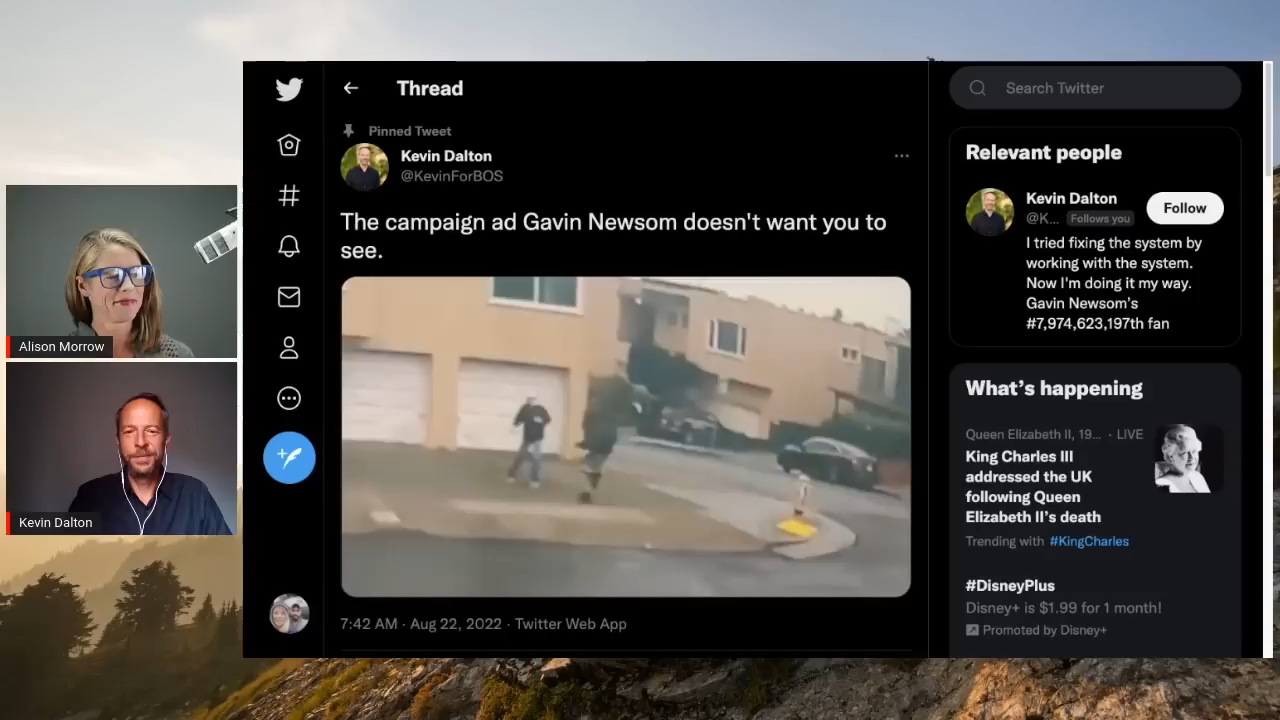 Alison Morrow
Kevin Dalton
Thread
Pinned Tweet
Kevin Dalton
@KevinForBOS
The campaign ad Gavin Newsom doesn't want you to
see.
7:42 AM · Aug 22, 2022 · Twitter Web App
Search Twitter
Relevant people
Kevin Dalton
@K... Follows you
Follow
I tried fixing the system by
working with the system.
Now I'm doing it my way.
Gavin Newsom's
#7,974,623,197th fan
What's happening
Queen Elizabeth II, 19... · LIVE
King Charles III
addressed the UK
following Queen
Elizabeth II's death
Trending with #KingCharles
#DisneyPlus
Disney+ is $1.99 for 1 month!
Promoted by Disney+